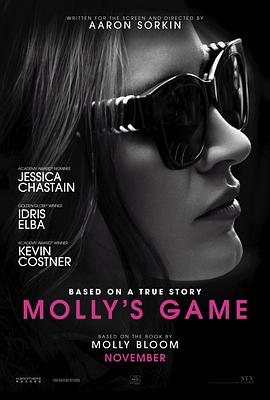 WRITTEN FOR THE SCREEN AND DIRECTED BY
AARON SORKIN
ACADEMY AWARD® NOMINEE
JESSICA
CHASTAIN
GOLDEN GLOBE® WINNER
IDRIS
ELBA
ACADEMY AWARD® WINNER
KEVIN
COSTNER
BASED ON A TRUE STORY
MOLLY'S GAME
BASED ON THE BOOK BY
MOLLY BLOOM
NOVEMBER
STX